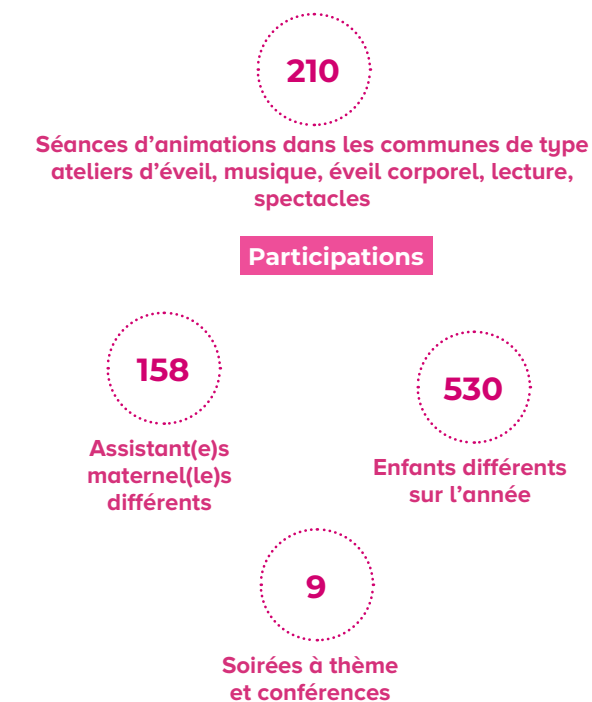 210
Séances d’animations dans les communes de type
ateliers d’éveil, musique, éveil corporel, lecture,
spectacles
Participations
158
Assistant(e)s
maternel(le)s
différents
530
Enfants différents
sur l’année
9
Soirées à thème
et conférences